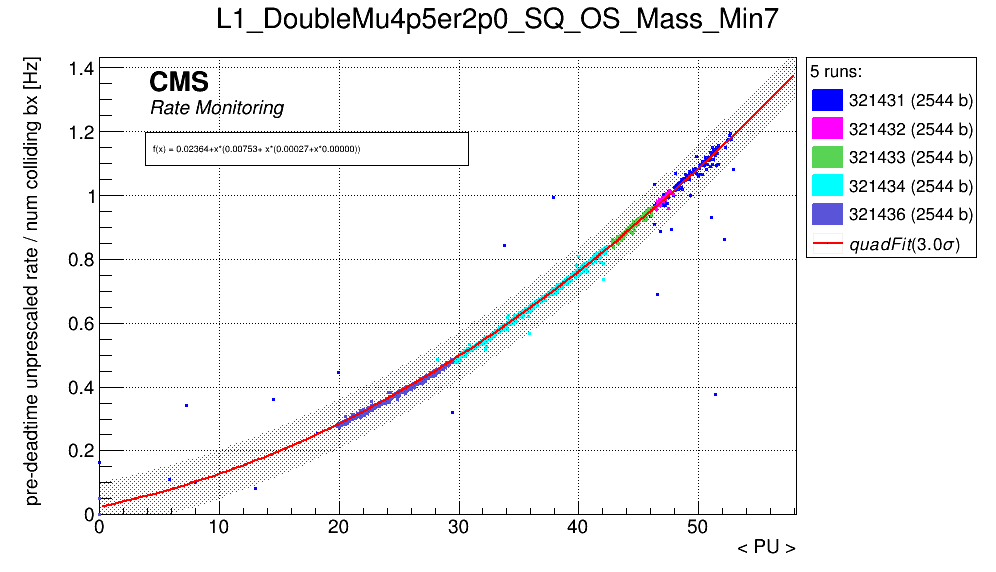 L1_DoubleMu4p5er2p0_SQ_OS_Mass_Min7
pre-deadtime unprescaled rate / num colliding bx [Hz]
CMS
Rate Monitoring
f(x) = 0.02364+x*(0.00753+ x*(0.00027+x*0.00000))
1.4
1.2
1
0.8
0.6
0.4
0.2
0
0 10 20 30 40 50
< PU >
5 runs:
321431 (2544 b)
321432 (2544 b)
321433 (2544 b)
321434 (2544 b)
321436 (2544 b)
quadFit(3.0σ)